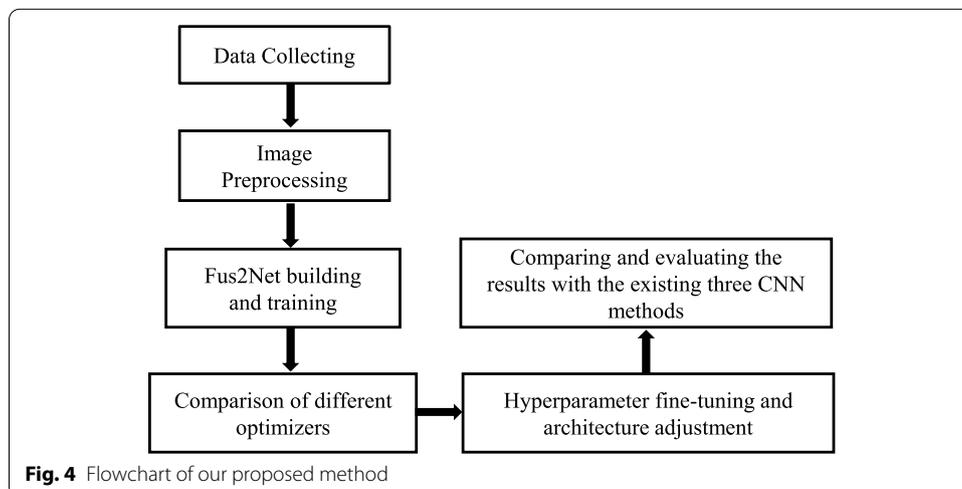 Data Collecting
Image
Preprocessing
Fus2Net building
and training
Comparison of different
optimizers
Hyperparameter fine-tuning and
architecture adjustment
Comparing and evaluating the
results with the existing three CNN
methods
Fig. 4 Flowchart of our proposed method